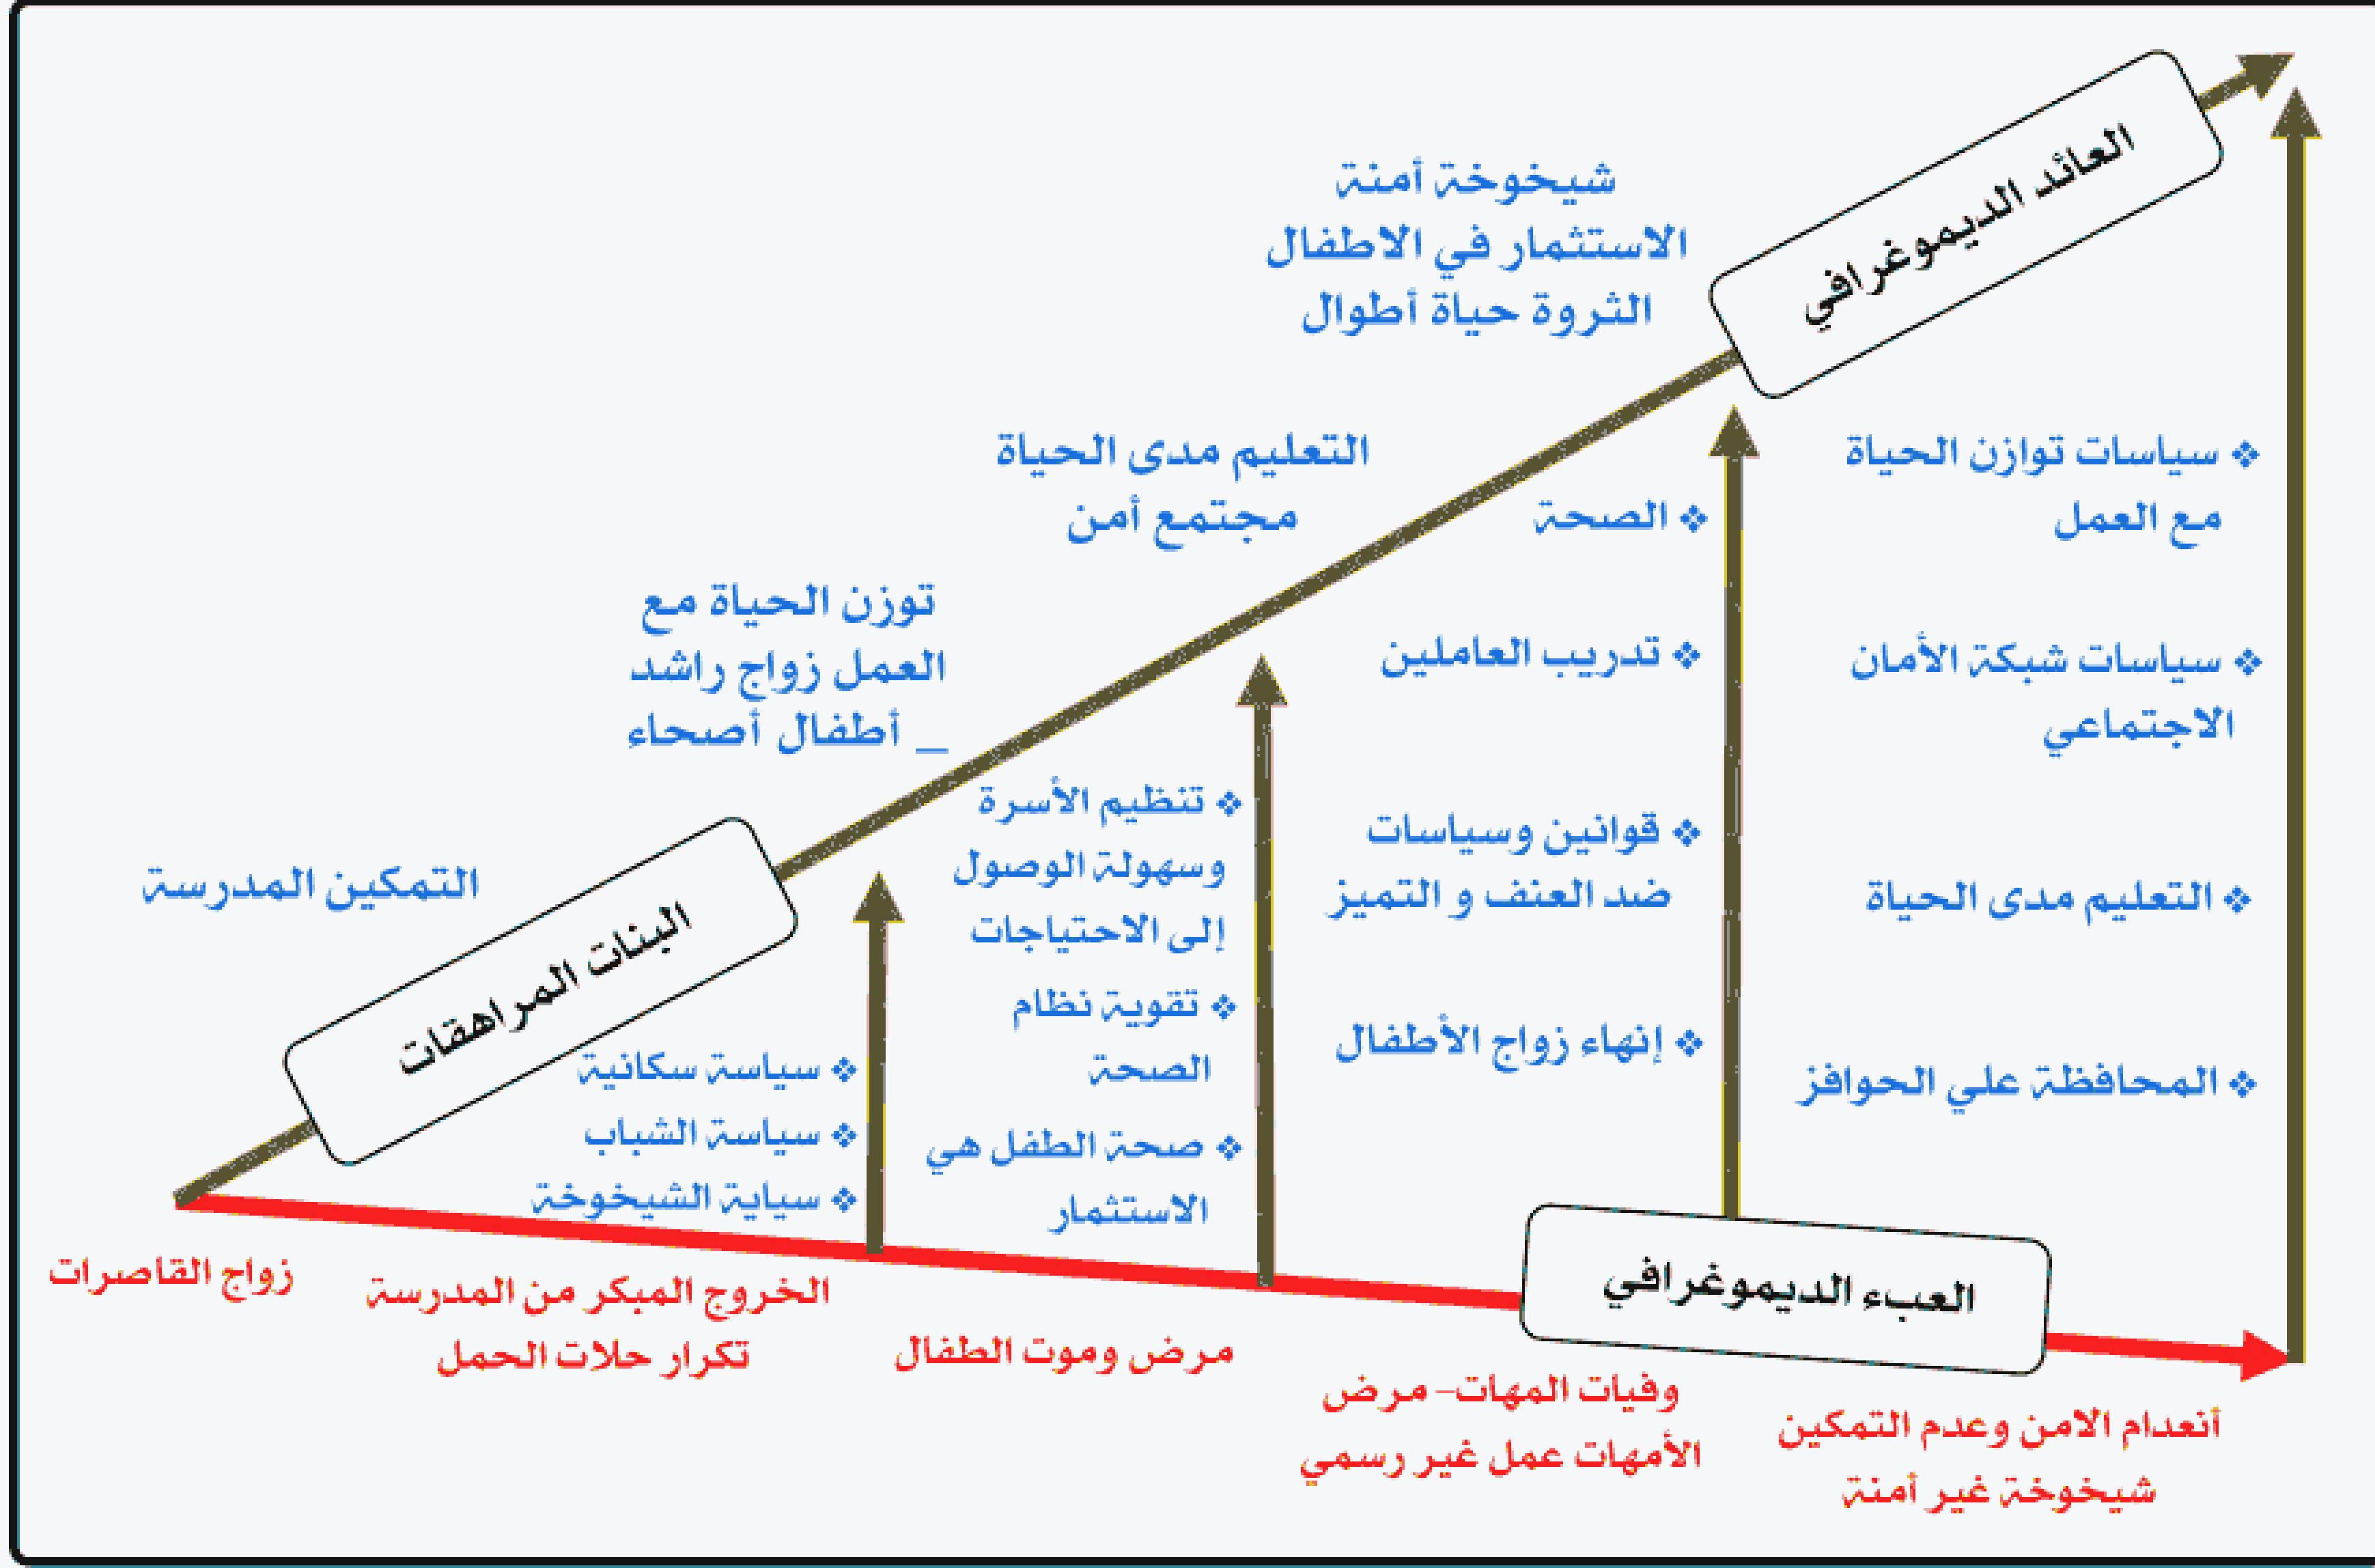 العائد الديموغرافي
شيخوخة أمنة
الاستثمار في الاطفال
الثروة حياة أطوال
التعليم مدى الحياة
مجتمع أمن
توزن الحياة مع
العمل زواج راشد
_ أطفال أصحاء
التمكين المدرسة
البنات المراهقات
❖ سياسات توازن الحياة
مع العمل
❖ سياسات شبكة الأمان
الاجتماعي
❖ التعليم مدى الحياة
❖ المحافظة علي الحوافز
❖ الصحة
❖ تدريب العاملين
❖ قوانين وسياسات
ضد العنف و التميز
❖ إنهاء زواج الأطفال
❖ تنظيم الأسرة
وسهولة الوصول
إلى الاحتياجات
❖ تقوية نظام
الصحة
❖ صحة الطفل هي
الاستثمار
❖ سياسة سكانية
❖ سياسة الشباب
❖ سياية الشيخوخة
العبء الديموغرافي
زواج القاصرات
الخروج المبكر من المدرسة
تكرار حلات الحمل
مرض وموت الطفال
وفيات المهات– مرض
الأمهات عمل غير رسمي
أنعدام الامن وعدم التمكين
شيخوخة غير أمنة